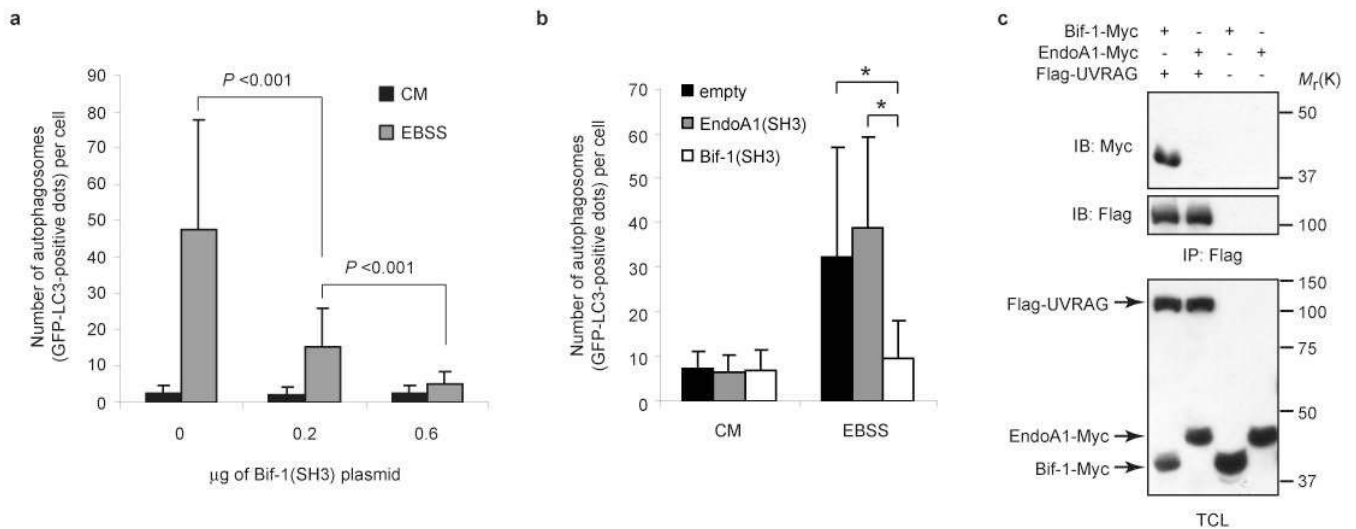 a
Number of autophagosomes
(GFP-LC3-positive dots) per cell
90
80
70
60
50
40
30
20
10
0
P <0.001
P <0.001
CM
EBSS
0 0.2 0.6
μg of Bif-1(SH3) plasmid
b
Number of autophagosomes
(GFP-LC3-positive dots) per cell
70
60
50
40
30
20
10
0
empty
EndoA1(SH3)
Bif-1(SH3)
*
*
CM EBSS
c
Bif-1-Myc + - + -
EndoA1-Myc - + - +
Flag-UVRAG + + - -
Mr(K)
IB: Myc
50
37
IB: Flag
100
IP: Flag
Flag-UVRAG
EndoA1-Myc
Bif-1-Myc
150
100
75
50
37
TCL